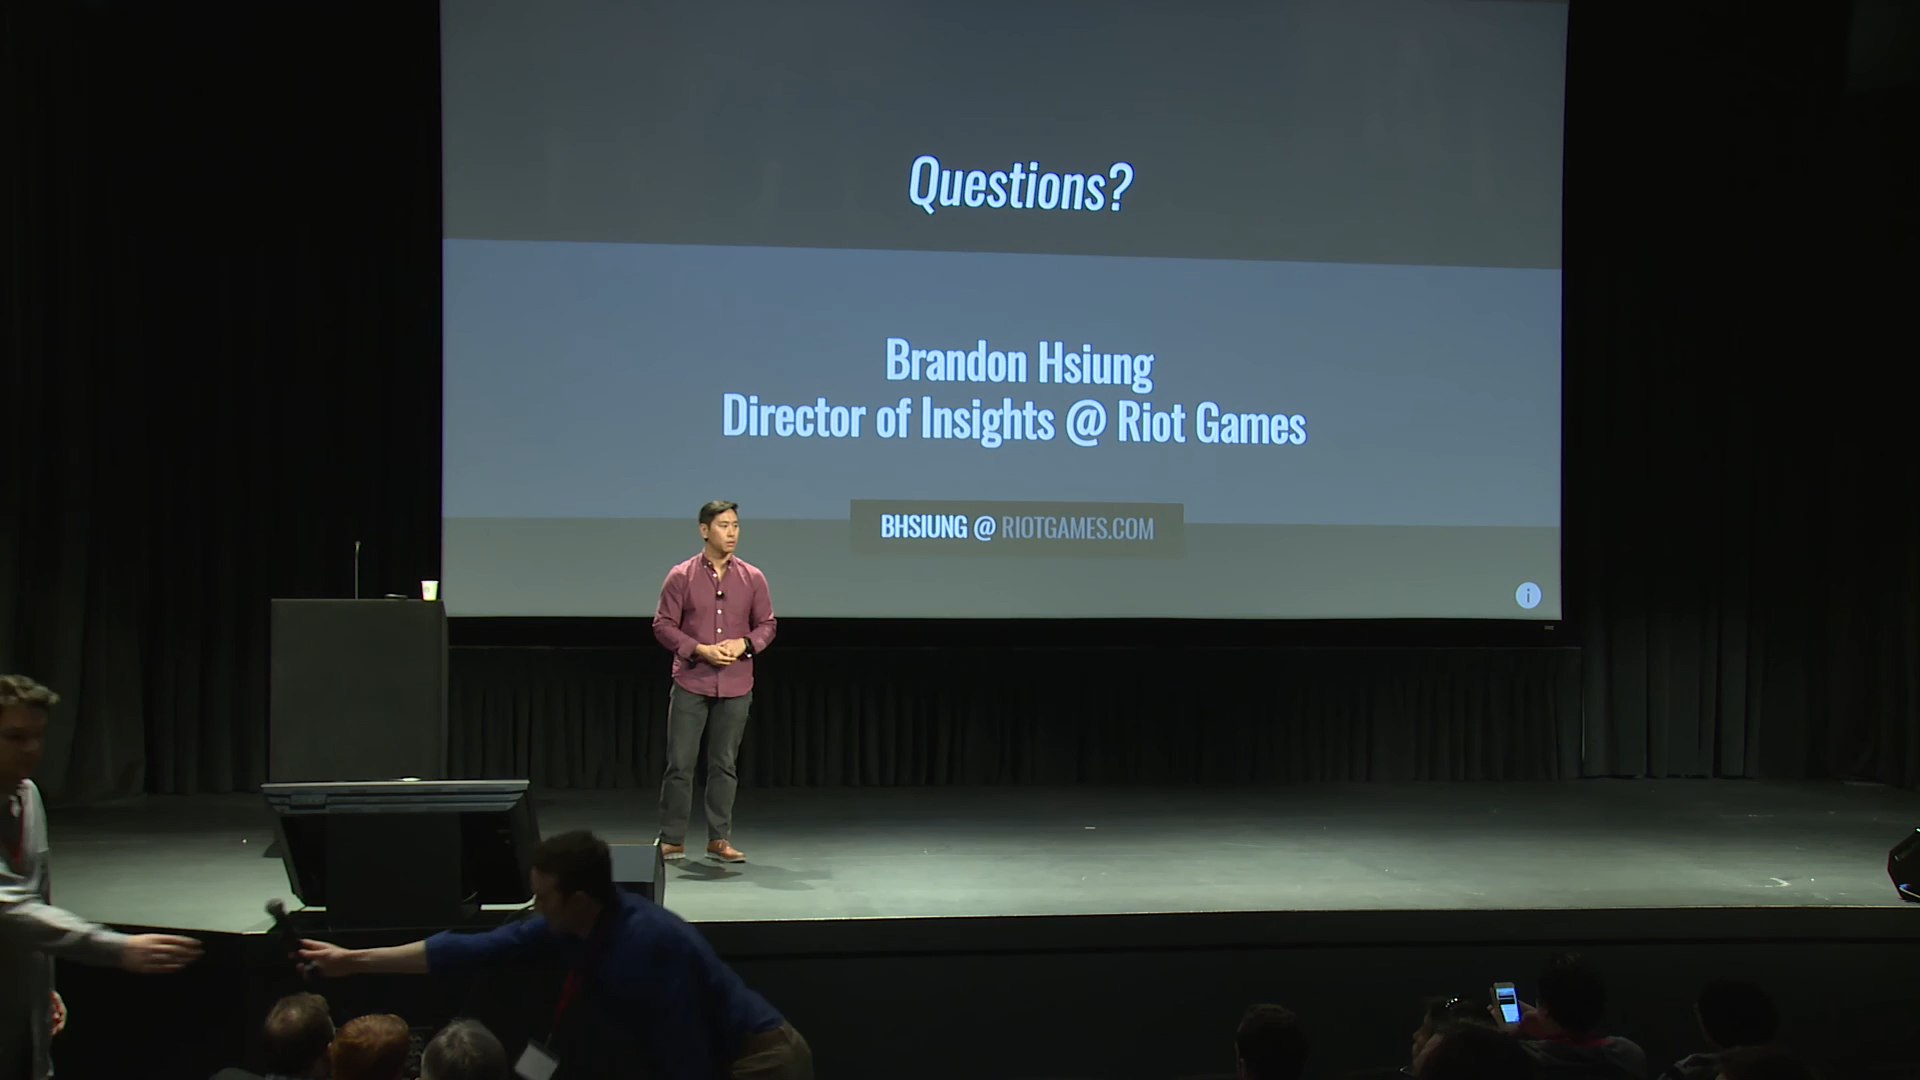 Questions?
Brandon Hsiung
Director of Insights @ Riot Games
BHSIUNG @ RIOTGAMES.COM
i